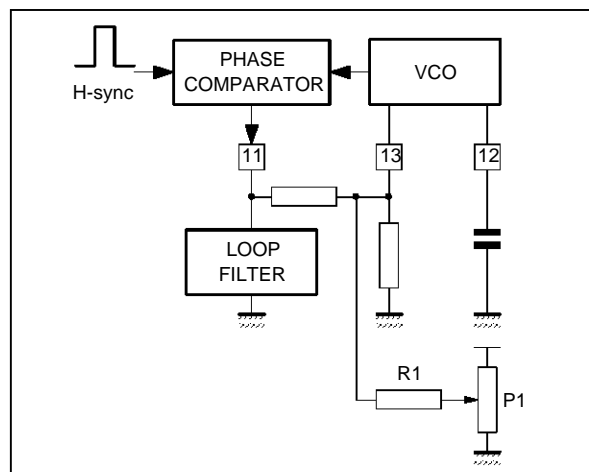 PHASE
COMPARATOR
VCO
H-sync
11
13
12
LOOP
FILTER
R1
P1